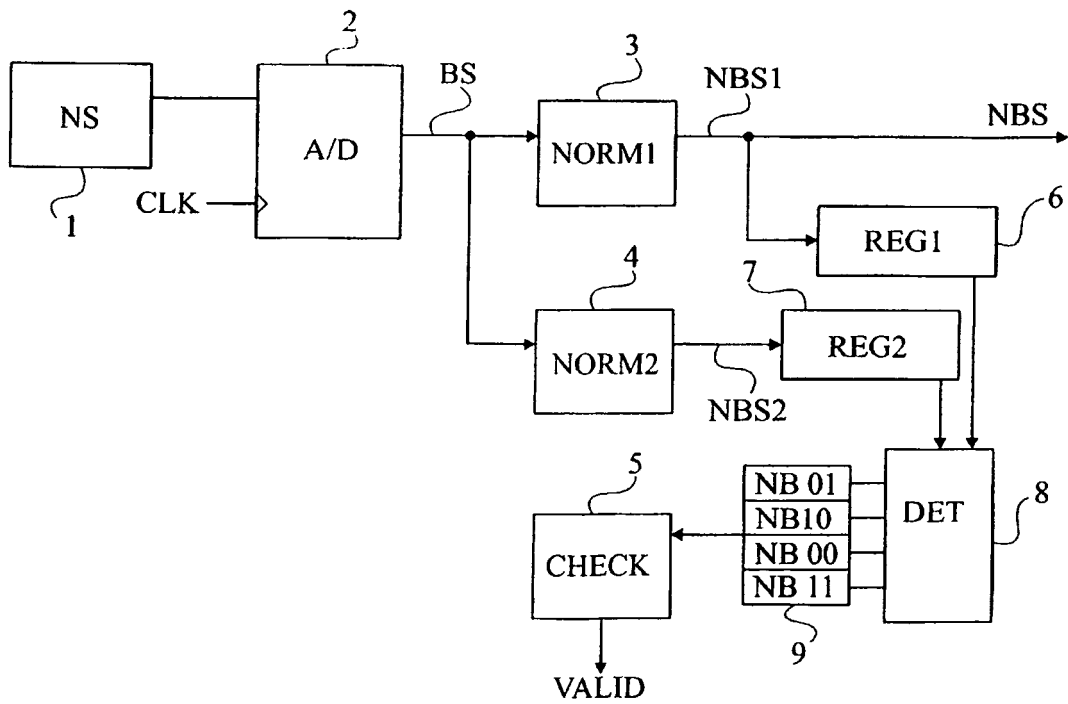 2
3
BS
NBS1
NBS
NS
A/D
NORM1
CLK
1
6
REG1
4
7
REG2
NORM2
NBS2
5
NB 01
NB10
NB 00
NB 11
DET
8
CHECK
9
VALID